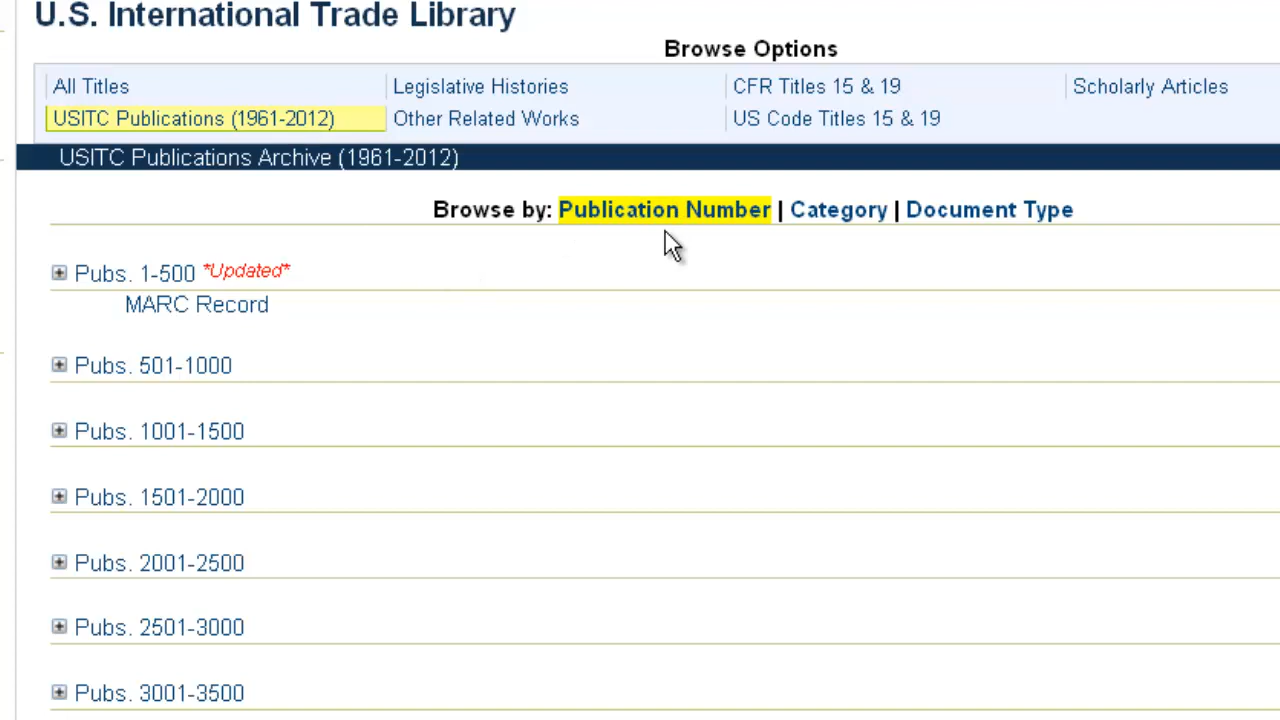 U.S. International Trade Library
Browse Options
All Titles Legislative Histories CFR Titles 15 & 19 Scholarly Articles
USITC Publications (1961-2012) Other Related Works US Code Titles 15 & 19
USITC Publications Archive (1961-2012)
Browse by: Publication Number | Category | Document Type
Pubs. 1-500 *Updated*
MARC Record
Pubs. 501-1000
Pubs. 1001-1500
Pubs. 1501-2000
Pubs. 2001-2500
Pubs. 2501-3000
Pubs. 3001-3500